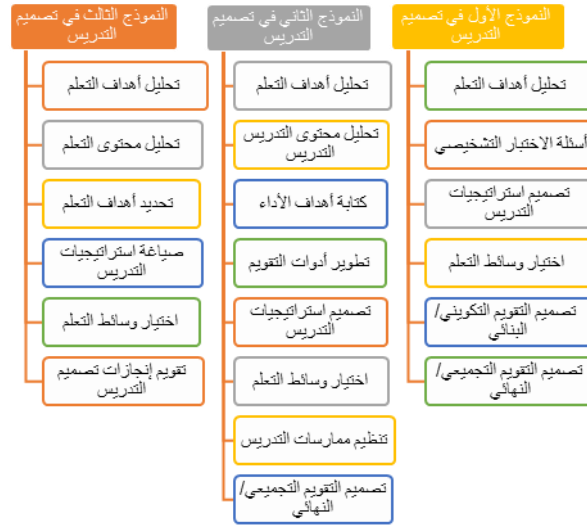 النموذج الأول في تصميم
التدريس
تحليل أهداف التعلم
أسئلة الاختبار التشخيصي
تصميم استراتيجيات
التدريس
اختيار وسائط التعلم
تصميم التقويم التكويني/
البنائي
تصميم التقويم التجميعي/
النهائي
النموذج الثاني في تصميم
التدريس
تحليل أهداف التعلم
تحليل محتوى التدريس
التدريس
كتابة أهداف الأداء
تطوير أدوات التقويم
تصميم استراتيجيات
التدريس
اختيار وسائط التعلم
تنظيم ممارسات التدريس
تصميم التقويم التجميعي/
النهائي
النموذج الثالث في تصميم
التدريس
تحليل أهداف التعلم
تحليل محتوى التعلم
تحديد أهداف التعلم
صياغة استراتيجيات
التدريس
اختيار وسائط التعلم
تقويم إنجازات تصميم
التدريس